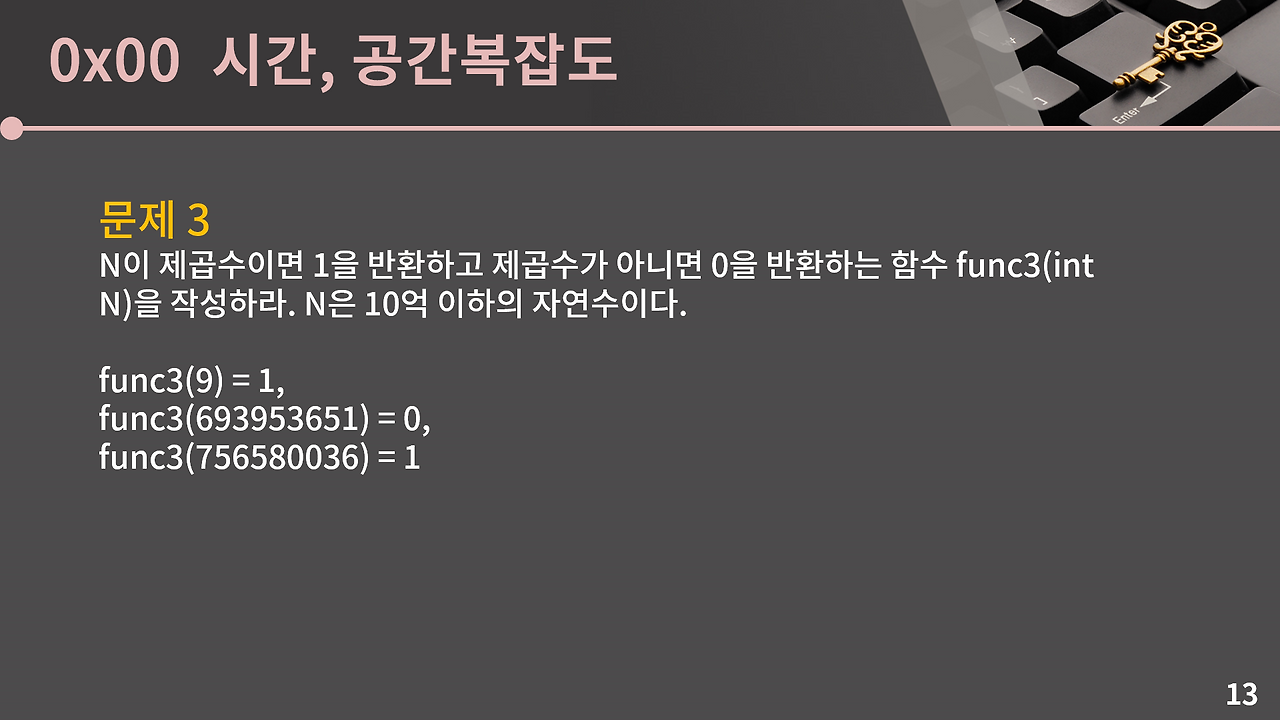 0x00 시간, 공간복잡도
Enter
문제 3
N이 제곱수이면 1을 반환하고 제곱수가 아니면 0을 반환하는 함수 func3(int
N)을 작성하라. N은 10억 이하의 자연수이다.
func3(9) = 1,
func3(693953651) = 0,
func3(756580036) = 1
13